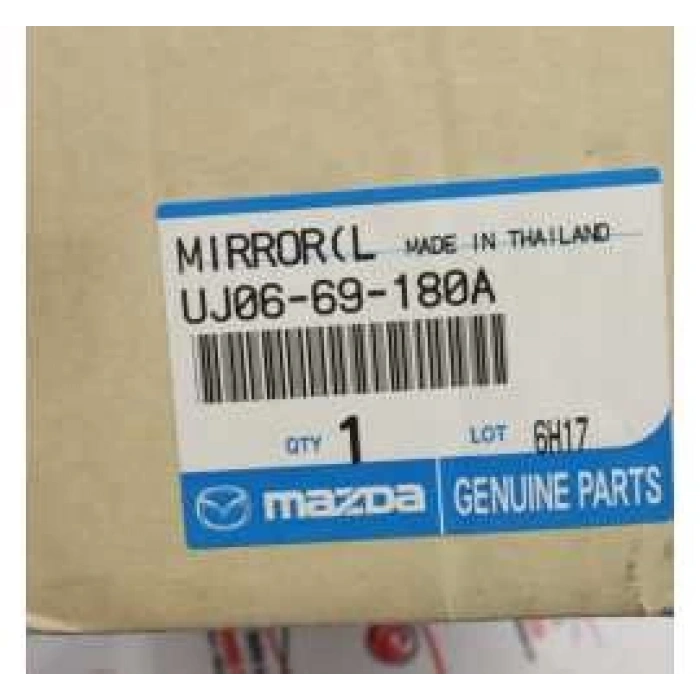 MIRROR(L MADE IN THAILAND
UJ06-69-180A
QTY 1 LOT 6H17
mazda GENUINE PARTS